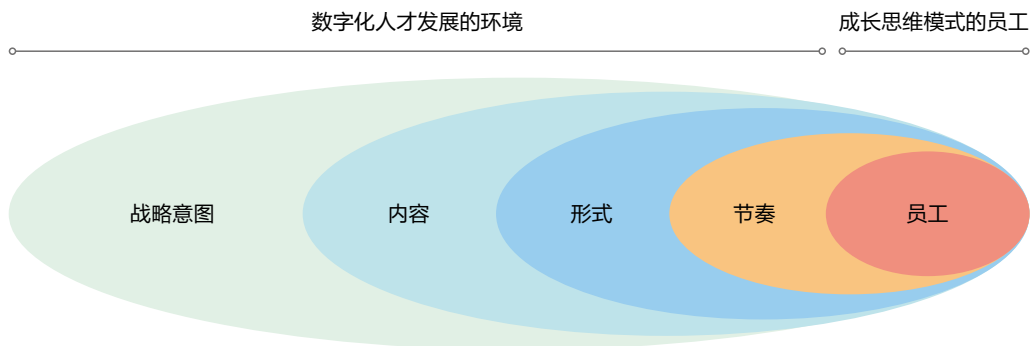 数字化人才发展的环境
成长思维模式的员工
战略意图
内容
形式
节奏
员工